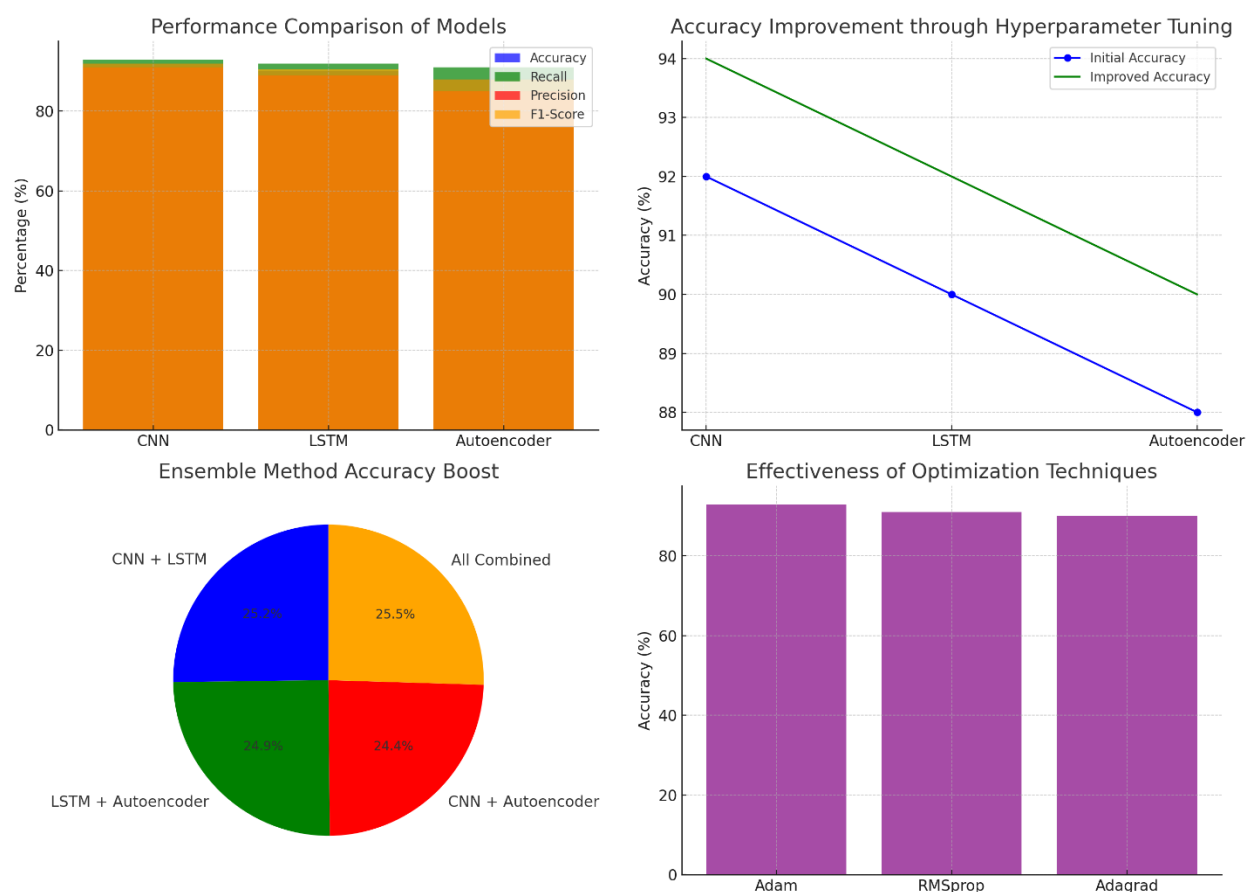 Performance Comparison of Models
Accuracy
Recall
Precision
F1-Score
Percentage (%)
80
60
40
20
0
CNN
LSTM
Autoencoder
Accuracy Improvement through Hyperparameter Tuning
Initial Accuracy
Improved Accuracy
Accuracy (%)
94
93
92
91
90
89
88
CNN
LSTM
Autoencoder
Ensemble Method Accuracy Boost
CNN + LSTM
All Combined
25.2%
25.5%
24.9%
24.4%
LSTM + Autoencoder
CNN + Autoencoder
Effectiveness of Optimization Techniques
Accuracy (%)
80
60
40
20
0
Adam
RMSprop
Adagrad